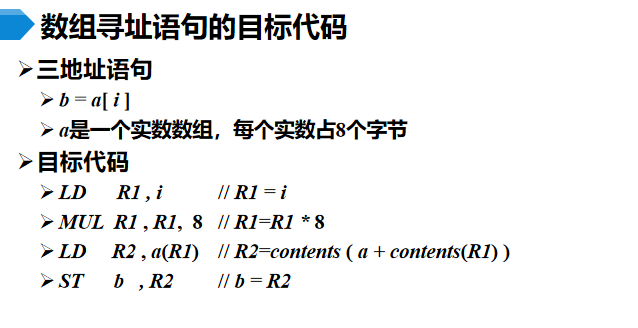 数组寻址语句的目标代码
➢三地址语句
➢b = a[ i ]
➢a是一个实数数组，每个实数占8个字节
➢目标代码
➢LD R1 , i // R1 = i
➢MUL R1 , R1, 8 // R1=R1 * 8
➢LD R2 , a(R1) // R2=contents ( a + contents(R1) )
➢ST b , R2 // b = R2